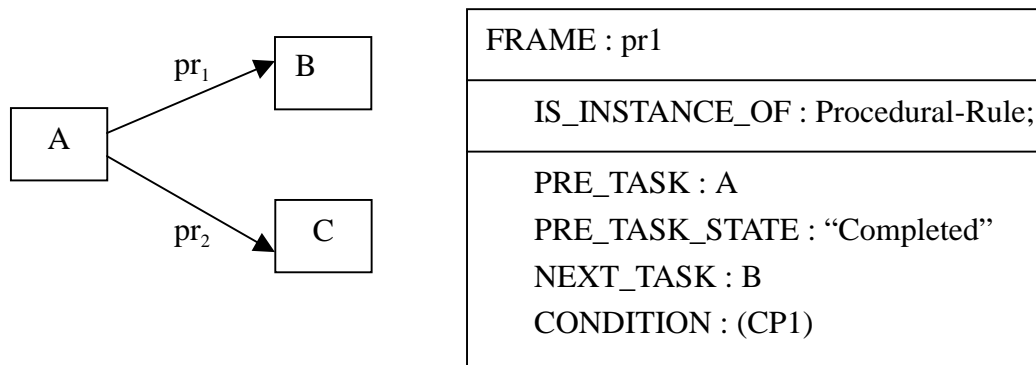 A
pr1
B
pr2
C
FRAME : pr1
IS_INSTANCE_OF : Procedural-Rule;
PRE_TASK : A
PRE_TASK_STATE : “Completed”
NEXT_TASK : B
CONDITION : (CP1)